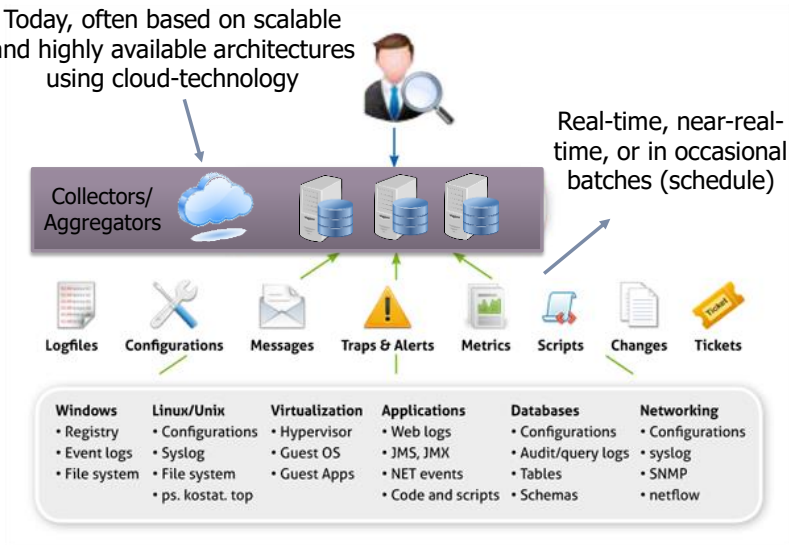 Today, often based on scalable
and highly available architectures
using cloud-technology
Real-time, near-real-
time, or in occasional
batches (schedule)
Collectors/
Aggregators
Logfiles
Configurations
Messages
Traps & Alerts
Metrics
Scripts
Changes
Ticket
Tickets
Windows
• Registry
• Event logs
• File system
Linux/Unix
• Configurations
• Syslog
• File system
• ps. kostat. top
Virtualization
• Hypervisor
• Guest OS
• Guest Apps
Applications
• Web logs
• JMS, JMX
• NET events
• Code and scripts
Databases
• Configurations
• Audit/query logs
• Tables
• Schemas
Networking
• Configurations
• syslog
• SNMP
• netflow